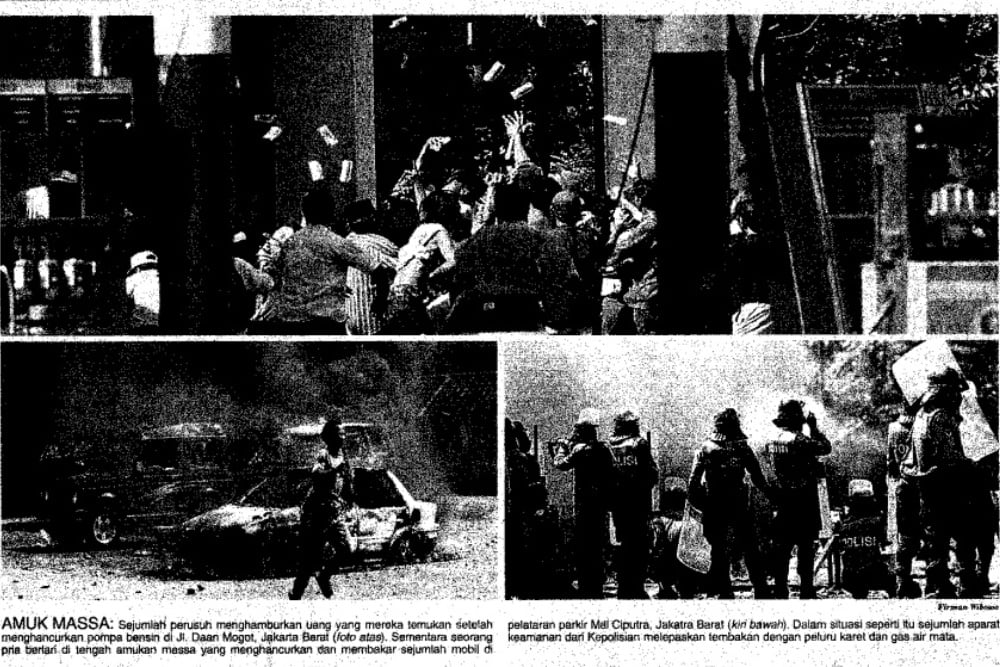 POLISI
POLISI
Firman Wibowo
AMUK MASSA: Sejumlah perusuh menghamburkan uang yang mereka temukan setelah
menghancurkan pompa bensin di Jl. Daan Mogot, Jakarta Barat (foto atas). Sementara seorang
pria berlari di tengah amukan massa yang menghancurkan dan membakar sejumlah mobil di
pelataran parkir Mal Ciputra, Jakatra Barat (kiri bawah). Dalam situasi seperti itu sejumlah aparat
keamanan dari Kepolisian melepaskan tembakan dengan peluru karet dan gas air mata.